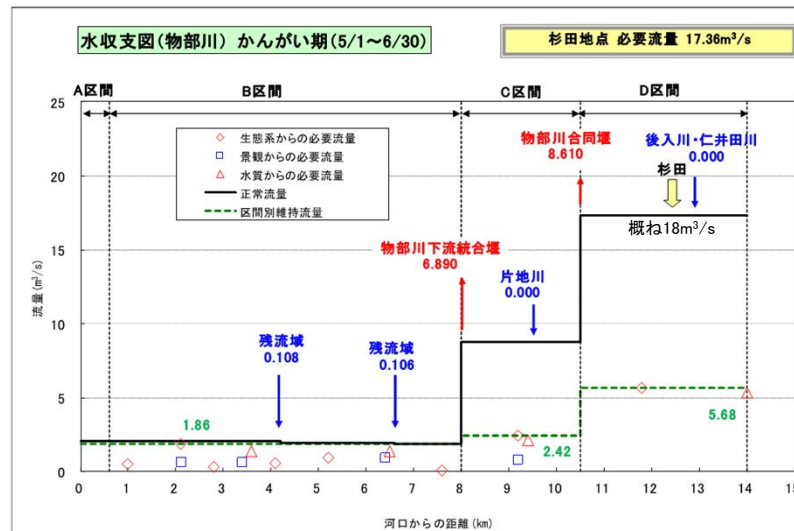 水収支図(物部川) かんがい期(5/1～6/30)
杉田地点 必要流量 17.36m³/s
A区間
B区間
C区間
D区間
生態系からの必要流量
景観からの必要流量
水質からの必要流量
正常流量
区間別維持流量
物部川合同堰
8.610
後入川・仁井田川
0.000
杉田
概ね18m³/s
物部川下流統合堰
6.890
片地川
0.000
残流域
0.108
残流域
0.106
1.86
2.42
5.68
流量(m³/s)
25
20
15
10
5
0
0 1 2 3 4 5 6 7 8 9 10 11 12 13 14 15
河口からの距離(km)